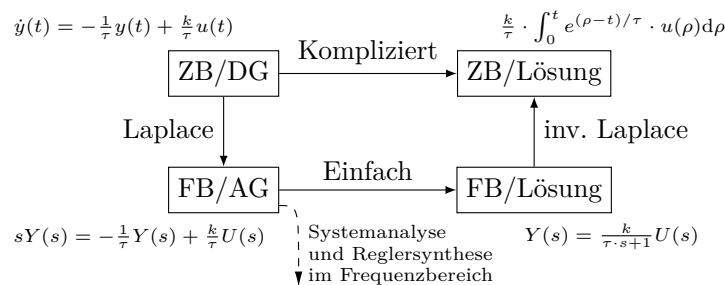 ẏ(t) = −1/τ y(t) + k/τ u(t)
k/τ · ∫₀ᵗ e^{(ρ−t)/τ} · u(ρ)dρ
ZB/DG
Kompliziert
ZB/Lösung
Laplace
inv. Laplace
FB/AG
Einfach
FB/Lösung
sY(s) = −1/τ Y(s) + k/τ U(s)
Systemanalyse
und Reglersynthese
im Frequenzbereich
Y(s) = k/(τ·s+1) U(s)